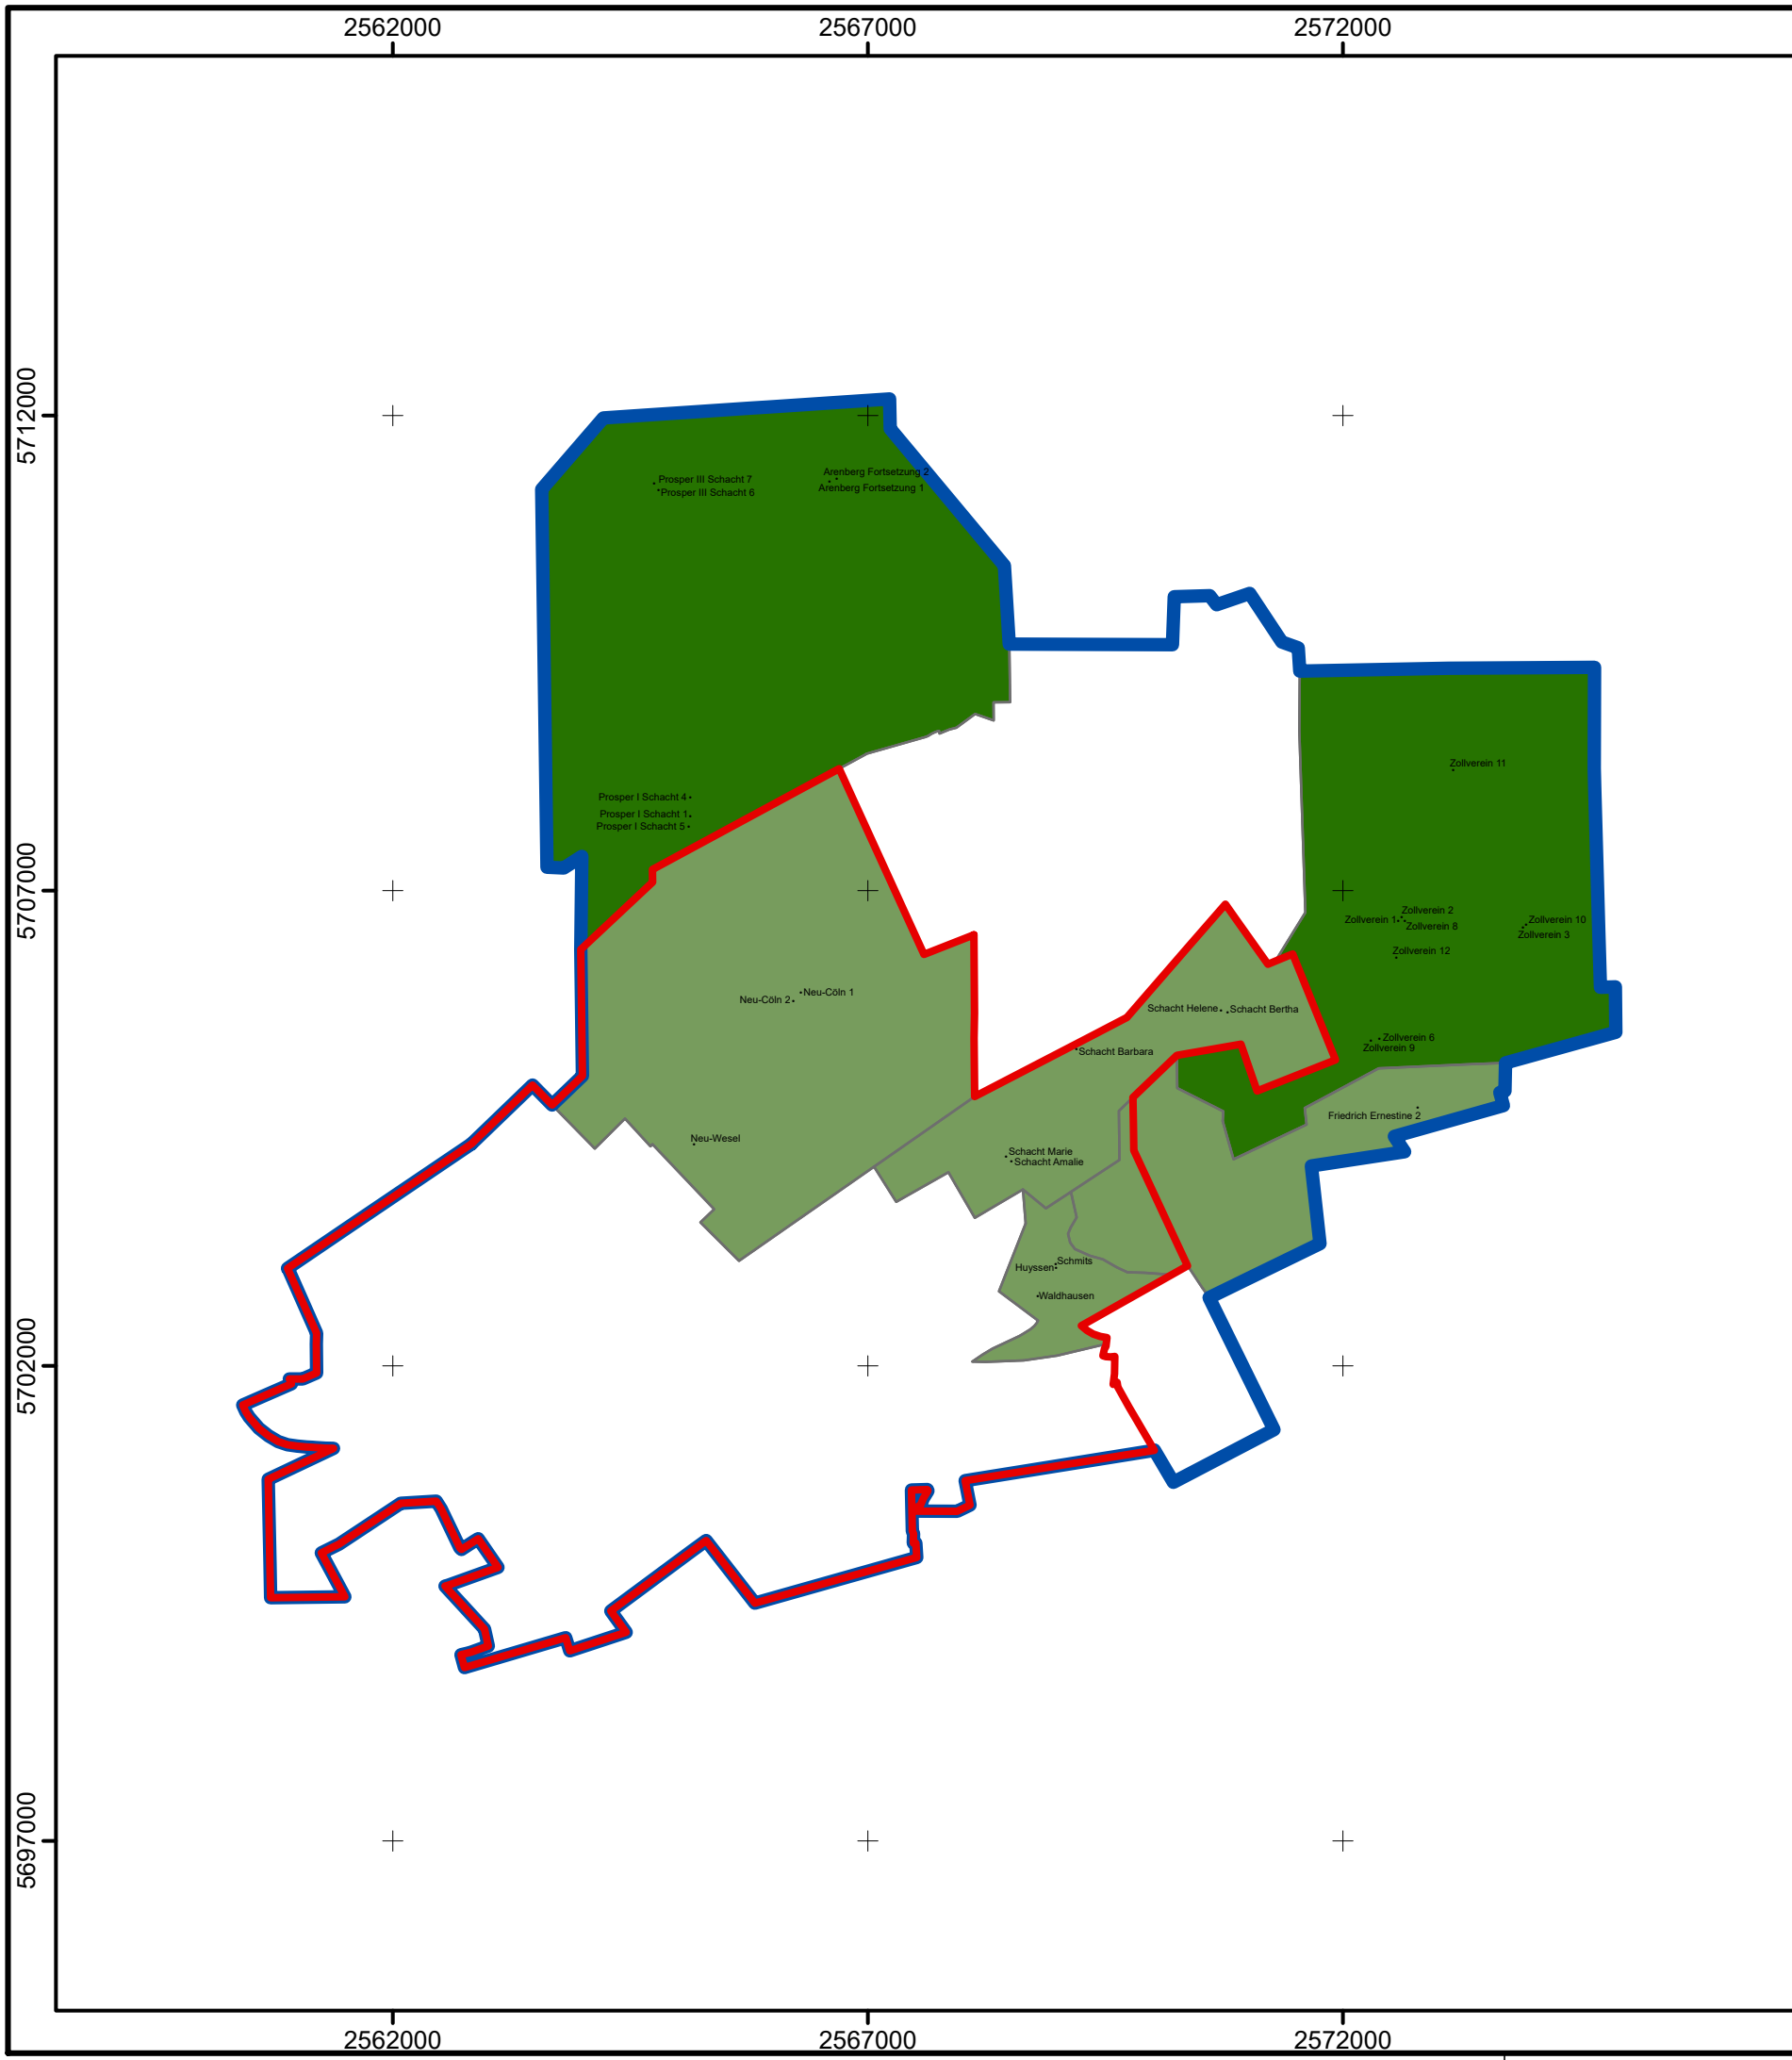 2562000 2567000 2572000
5712000
Arenberg Fortsetzung 2
Prosper III Schacht 7
Arenberg Fortsetzung 1
Prosper III Schacht 6
Zollverein 11
Prosper I Schacht 4
Prosper I Schacht 1
Prosper I Schacht 5
5707000
Zollverein 2
Zollverein 1
Zollverein 10
Zollverein 8
Zollverein 3
Zollverein 12
Neu-Cöln 1
Neu-Cöln 2
Schacht Helene
Schacht Bertha
Zollverein 6
Zollverein 9
Schacht Barbara
Friedrich Ernestine 2
Neu-Wesel
Schacht Marie
Schacht Amalie
Schmits
Huyssen
Waldhausen
5702000
5697000
2562000 2567000 2572000